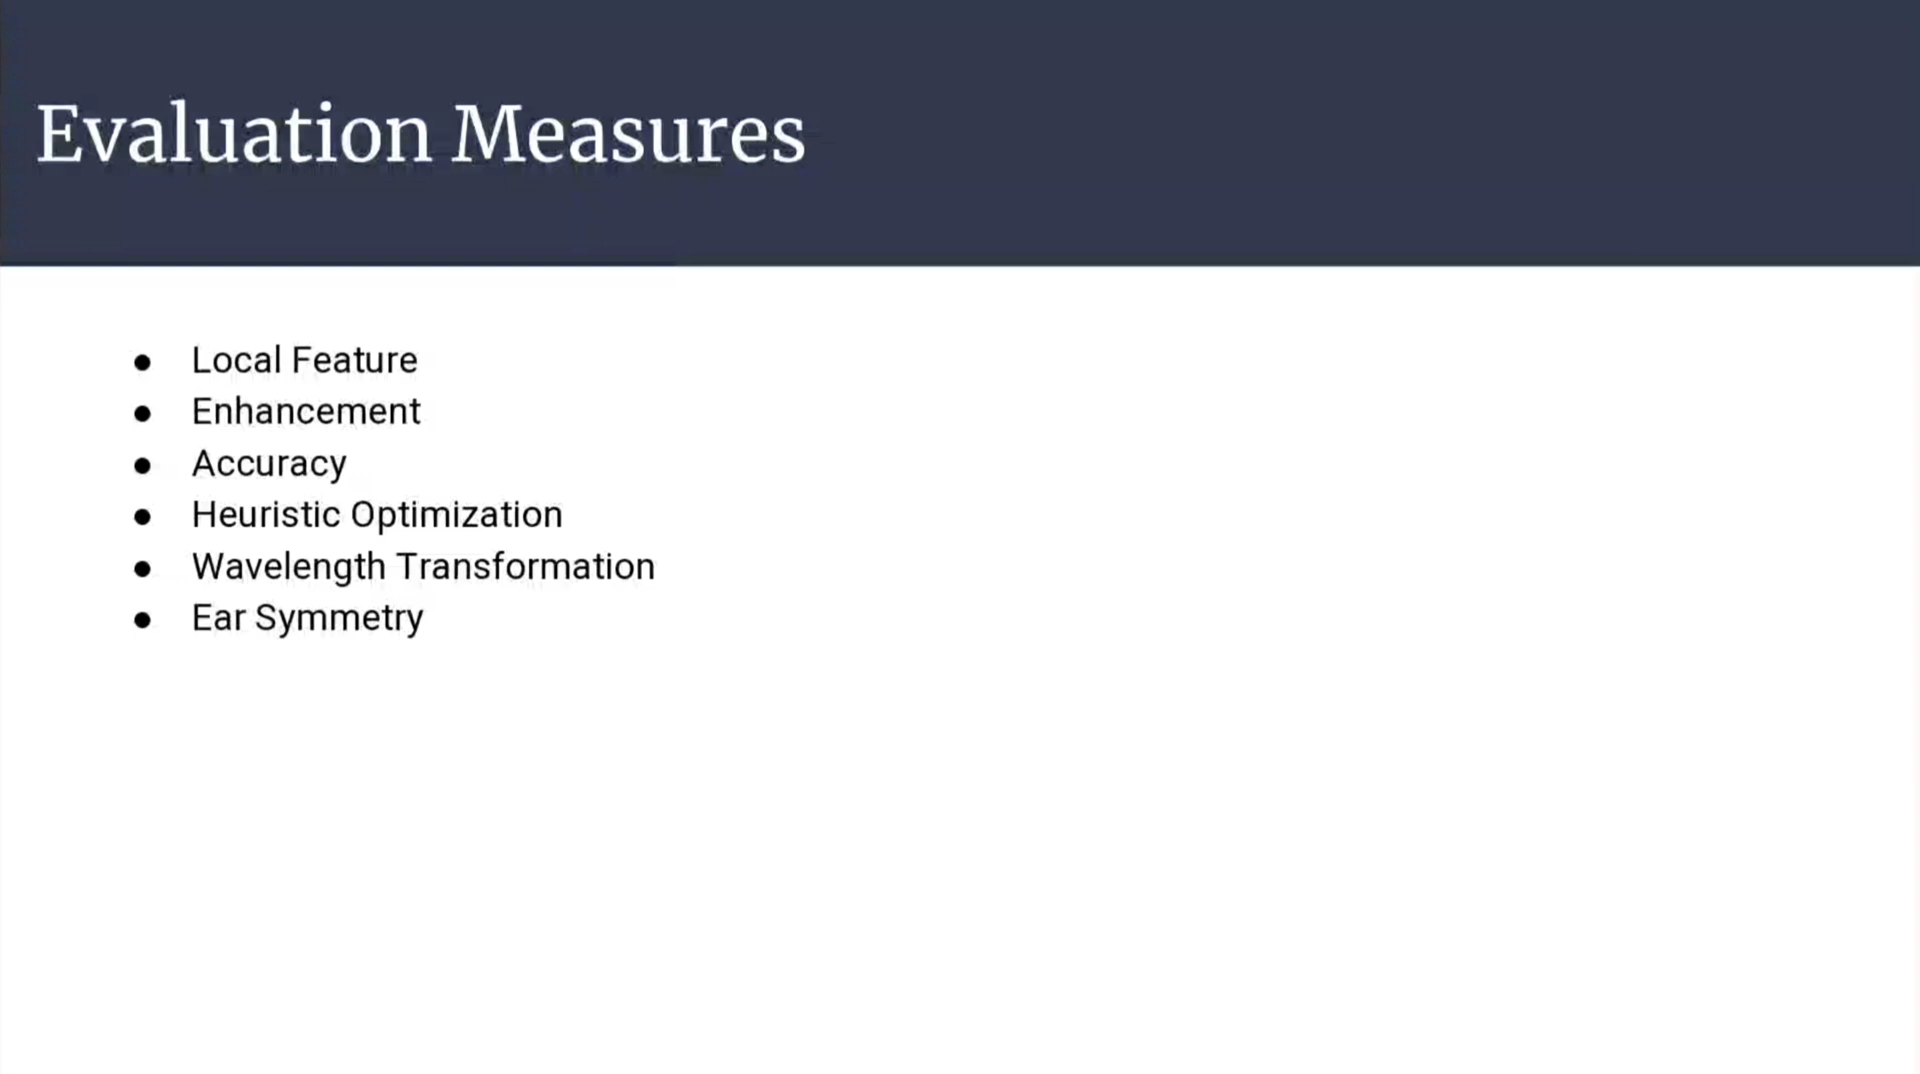 Evaluation Measures
● Local Feature
● Enhancement
● Accuracy
● Heuristic Optimization
● Wavelength Transformation
● Ear Symmetry